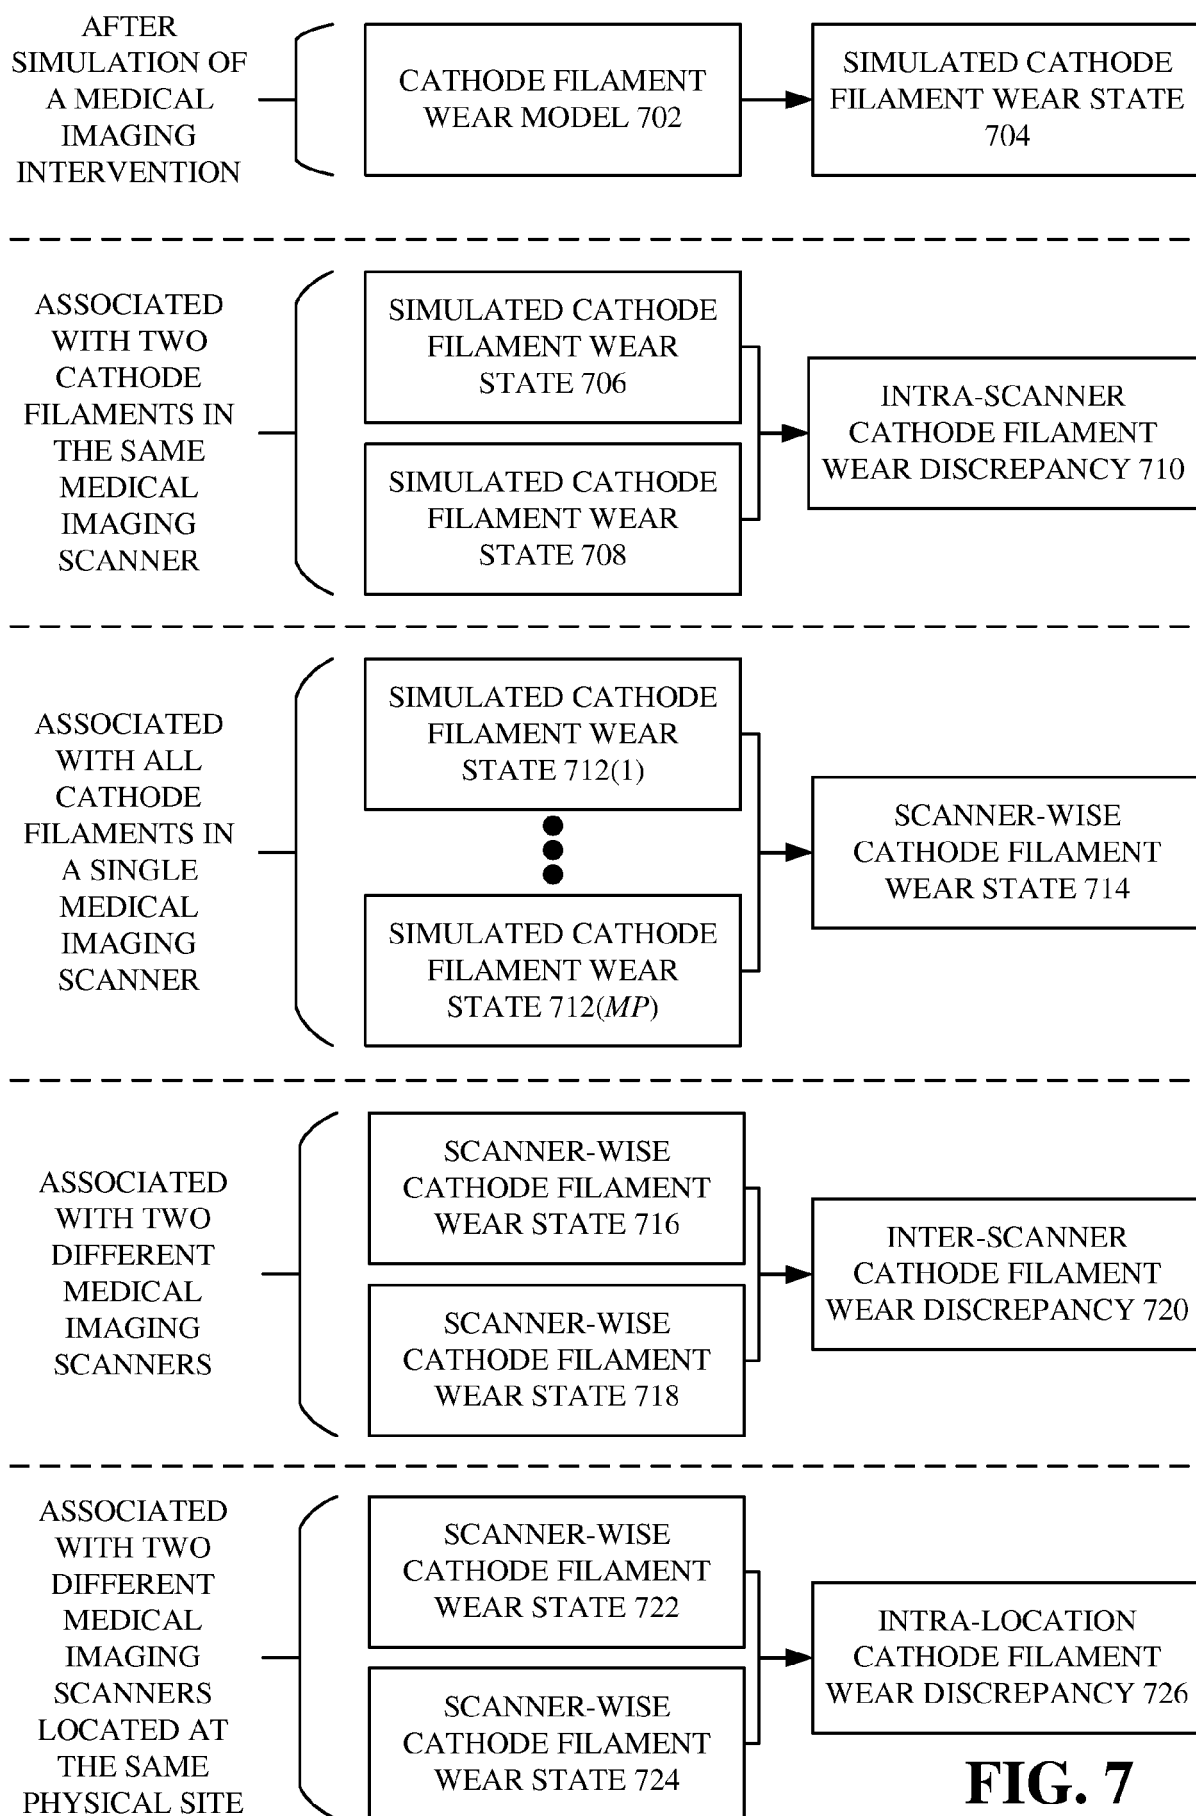 AFTER
SIMULATION OF
A MEDICAL
IMAGING
INTERVENTION
CATHODE FILAMENT
WEAR MODEL 702
SIMULATED CATHODE
FILAMENT WEAR STATE
704
ASSOCIATED
WITH TWO
CATHODE
FILAMENTS IN
THE SAME
MEDICAL
IMAGING
SCANNER
SIMULATED CATHODE
FILAMENT WEAR
STATE 706
SIMULATED CATHODE
FILAMENT WEAR
STATE 708
INTRA-SCANNER
CATHODE FILAMENT
WEAR DISCREPANCY 710
ASSOCIATED
WITH ALL
CATHODE
FILAMENTS IN
A SINGLE
MEDICAL
IMAGING
SCANNER
SIMULATED CATHODE
FILAMENT WEAR
STATE 712(1)
SIMULATED CATHODE
FILAMENT WEAR
STATE 712(MP)
SCANNER-WISE
CATHODE FILAMENT
WEAR STATE 714
ASSOCIATED
WITH TWO
DIFFERENT
MEDICAL
IMAGING
SCANNERS
SCANNER-WISE
CATHODE FILAMENT
WEAR STATE 716
SCANNER-WISE
CATHODE FILAMENT
WEAR STATE 718
INTER-SCANNER
CATHODE FILAMENT
WEAR DISCREPANCY 720
ASSOCIATED
WITH TWO
DIFFERENT
MEDICAL
IMAGING
SCANNERS
LOCATED AT
THE SAME
PHYSICAL SITE
SCANNER-WISE
CATHODE FILAMENT
WEAR STATE 722
SCANNER-WISE
CATHODE FILAMENT
WEAR STATE 724
INTRA-LOCATION
CATHODE FILAMENT
WEAR DISCREPANCY 726
FIG. 7